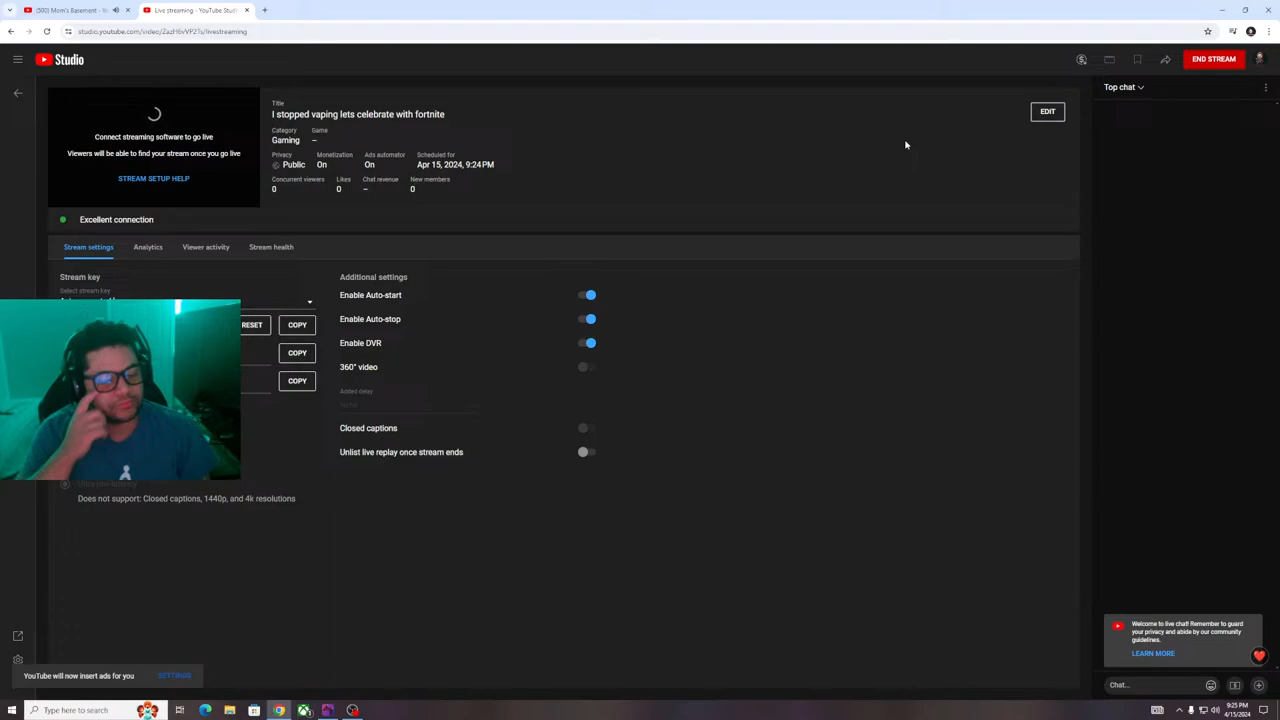 (500) Mom's Basement -
Live streaming - YouTube Studi
studio.youtube.com/video/ZazH6vVP2Ts/livestreaming
Studio
END STREAM
Connect streaming software to go live
Viewers will be able to find your stream once you go live
STREAM SETUP HELP
Title
I stopped vaping lets celebrate with fortnite
EDIT
Category Game
Gaming –
Privacy Monetization Ads automator Scheduled for
Public On On Apr 15, 2024, 9:24 PM
Concurrent viewers Likes Chat revenue New members
0 0 – 0
Top chat
Excellent connection
Stream settings Analytics Viewer activity Stream health
Stream key
Select stream key
RESET COPY
COPY
COPY
Does not support: Closed captions, 1440p, and 4k resolutions
Additional settings
Enable Auto-start
Enable Auto-stop
Enable DVR
360° video
Added delay
None
Closed captions
Unlist live replay once stream ends
Welcome to live chat! Remember to guard
your privacy and abide by our community
guidelines.
LEARN MORE
Chat...
YouTube will now insert ads for you SETTINGS
Type here to search
9:25 PM
4/15/2024